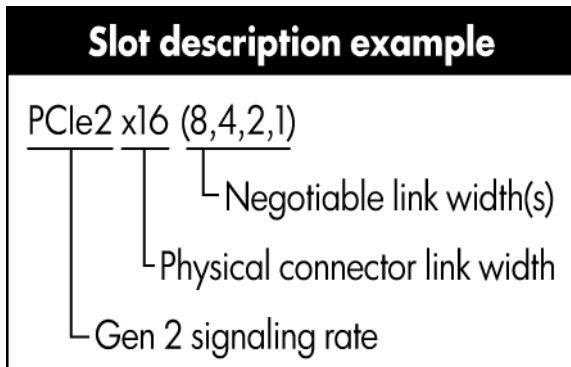 Slot description example
PCIe2 x16 (8,4,2,1)
Negotiable link width(s)
Physical connector link width
Gen 2 signaling rate